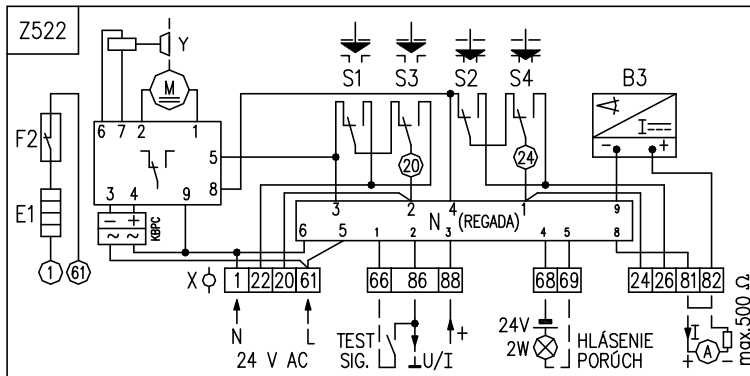 Z522
Y
M
S1 S3 S2 S4 B3
6 7 2 1
F2
5
8
20
24
I
- +
3 4 9
E1
- +
~ ~
KBPC
3 2 4 1 9
N (REGADA)
6 5 1 2 3 4 5 8
1 61
X 1 22 20 61 66 86 88 68 69 24 26 81 82
N L
24 V AC
TEST
SIG.
U/I
+
24V
2W
HLÁSENIE
PORÚCH
I
+ A -
max.500 Ω